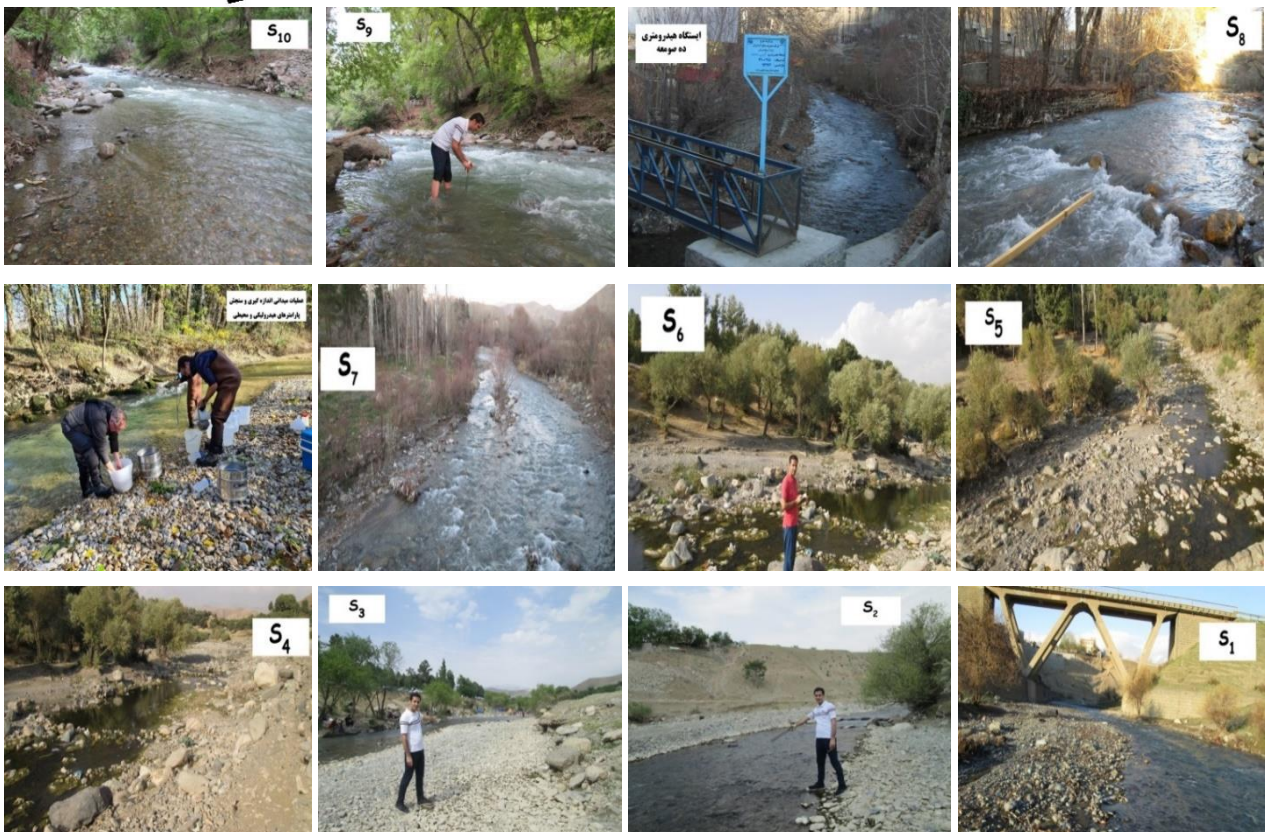 S10
S9
ایستگاه هیدرومتری
ده صومعه
S8
عملیات میدانی اندازه گیری و سنجش
پارامترهای هیدرولیکی و محیطی
S7
S6
S5
S4
S3
S2
S1